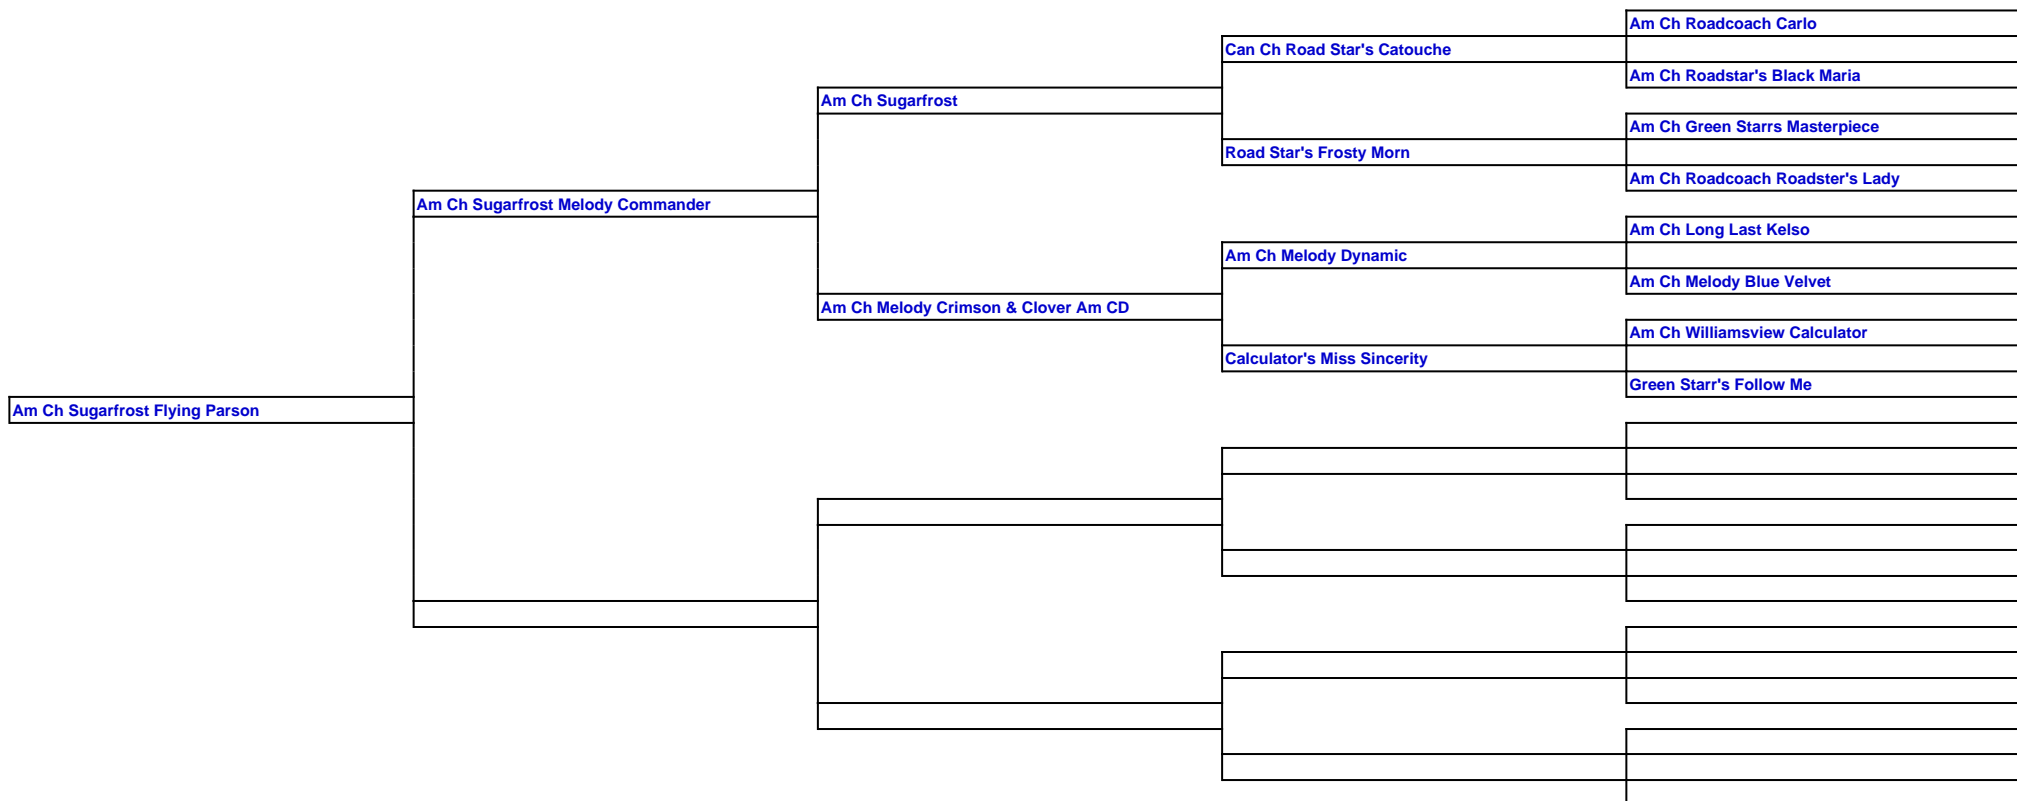 Am Ch Roadcoach Carlo
Can Ch Road Star's Catouche
Am Ch Roadstar's Black Maria
Am Ch Sugarfrost
Am Ch Green Starrs Masterpiece
Road Star's Frosty Morn
Am Ch Roadcoach Roadster's Lady
Am Ch Sugarfrost Melody Commander
Am Ch Long Last Kelso
Am Ch Melody Dynamic
Am Ch Melody Blue Velvet
Am Ch Melody Crimson & Clover Am CD
Am Ch Williamsview Calculator
Calculator's Miss Sincerity
Green Starr's Follow Me
Am Ch Sugarfrost Flying Parson